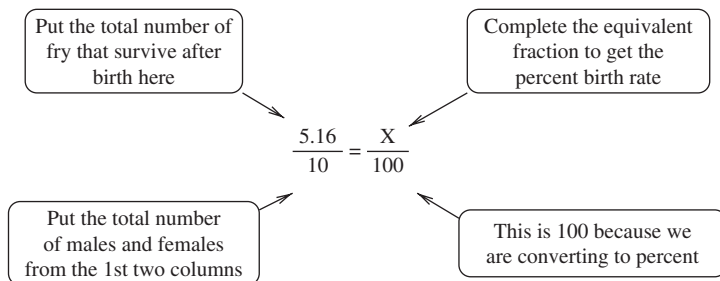 Put the total number of
fry that survive after
birth here
Complete the equivalent
fraction to get the
percent birth rate
5.16 / 10 = X / 100
Put the total number
of males and females
from the 1st two columns
This is 100 because we
are converting to percent